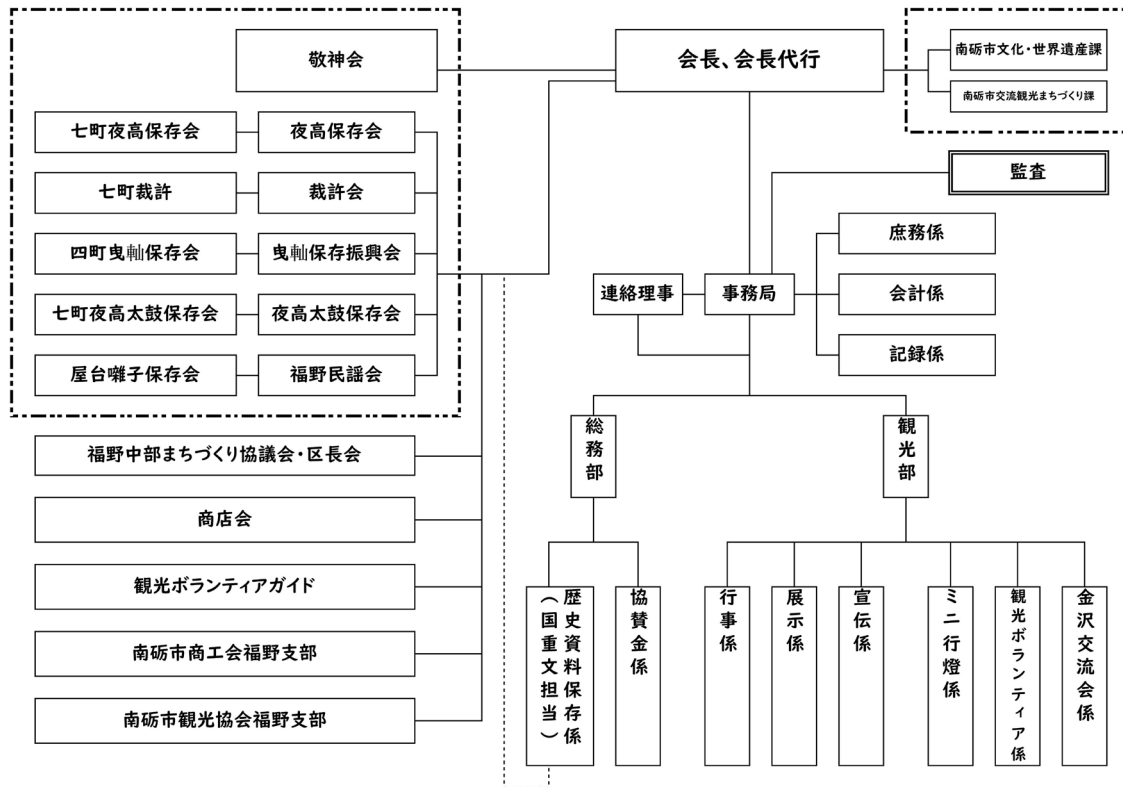 敬神会
会長、会長代行
南砺市文化・世界遺産課
南砺市交流観光まちづくり課
七町夜高保存会
夜高保存会
監査
七町裁許
裁許会
四町曳軕保存会
曳軕保存振興会
庶務係
連絡理事
事務局
会計係
七町夜高太鼓保存会
夜高太鼓保存会
記録係
屋台囃子保存会
福野民謡会
福野中部まちづくり協議会・区長会
商店会
観光ボランティアガイド
南砺市商工会福野支部
南砺市観光協会福野支部
総務部
観光部
歴史資料保存係
（国重文担当）
協賛金係
行事係
展示係
宣伝係
ミニ行燈係
観光ボランティア係
金沢交流会係